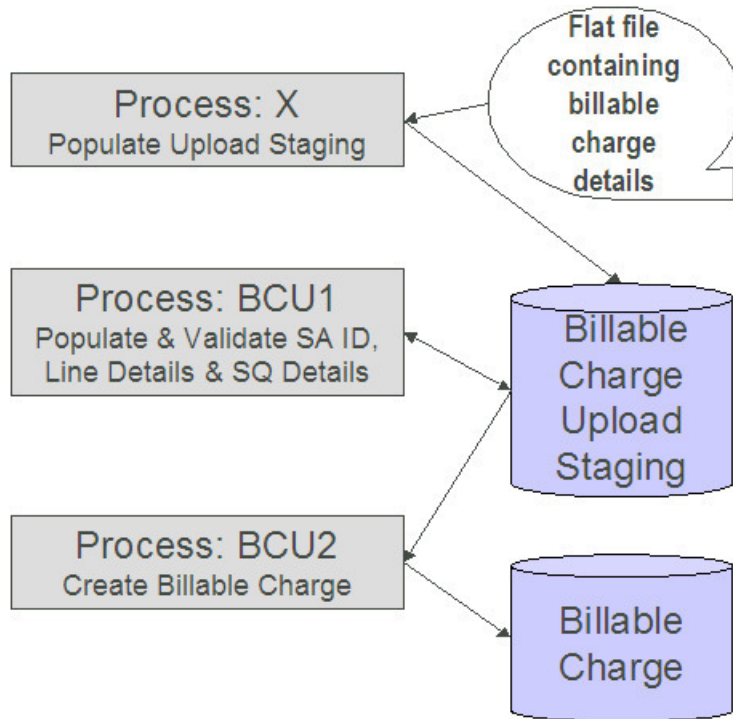 Flat file
containing
billable
charge
details
Process: X
Populate Upload Staging
Process: BCU1
Populate & Validate SA ID,
Line Details & SQ Details
Billable
Charge
Upload
Staging
Process: BCU2
Create Billable Charge
Billable
Charge